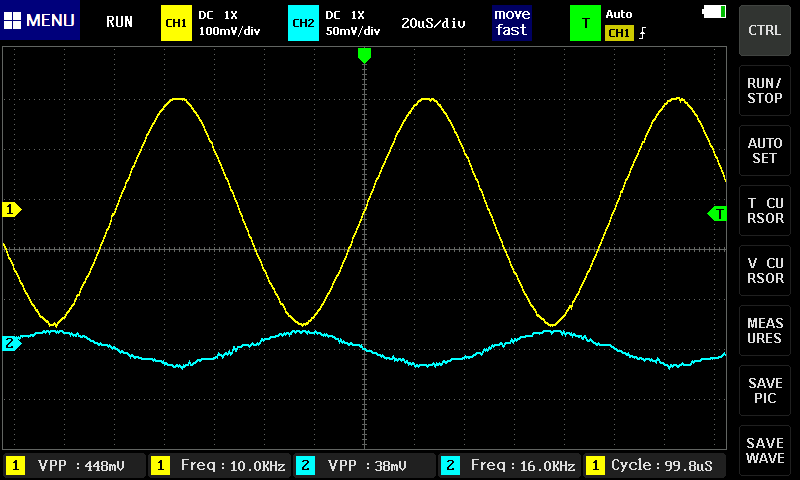 MENU RUN CH1 DC 1X 100mV/div CH2 DC 1X 50mV/div 20uS/div move fast T Auto CH1
CTRL
RUN/
STOP
AUTO
SET
1
T
T CU
RSOR
V CU
RSOR
2
MEAS
URES
SAVE
PIC
SAVE
WAVE
1 VPP : 448mV 1 Freq : 10.0KHz 2 VPP : 38mV 2 Freq : 16.0KHz 1 Cycle : 99.8uS